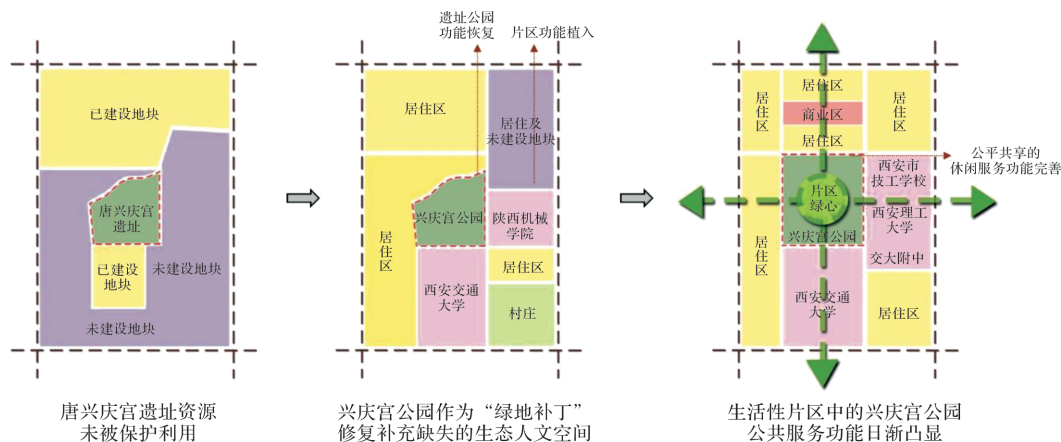 已建设地块
唐兴庆宫
遗址
已建设
地块
未建设地块
未建设地块
唐兴庆宫遗址资源
未被保护利用
遗址公园
功能恢复
片区功能植入
居住区
居住及
未建设地块
兴庆宫公园
陕西机械
学院
居住区
居住区
西安交通
大学
村庄
兴庆宫公园作为“绿地补丁”
修复补充缺失的生态人文空间
居住区
居住区
商业区
居住区
居住区
公平共享的
休闲服务功能完善
西安市
技工学校
片区
绿心
西安理工
大学
兴庆宫公园
交大附中
居住区
西安交通
大学
居住区
生活性片区中的兴庆宫公园
公共服务功能日渐凸显